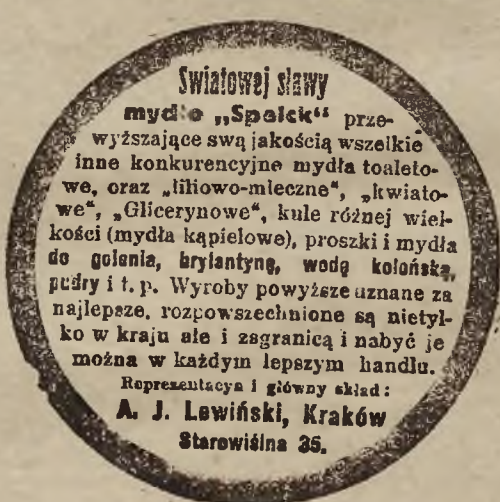 Światowej sławy
mydło „Spolck“ prze-
wyższające swą jakością wszelkie
inne konkurencyjne mydła toaleto-
we, oraz „liliowo-mleczne“, „kwiato-
we“, „Glicerynowe“, kule różnej wiel-
kości (mydła kąpielowe), proszki i mydła
do golenia, brylantynę, wodę kolońską,
pudry i t. p. Wyroby powyższe uznane za
najlepsze, rozpowszechnione są nietyl-
ko w kraju ale i zagranicą i nabyć je
można w każdym lepszym handlu.
Reprezentacya i główny skład:
A. J. Lewiński, Kraków
Starowiślna 35.